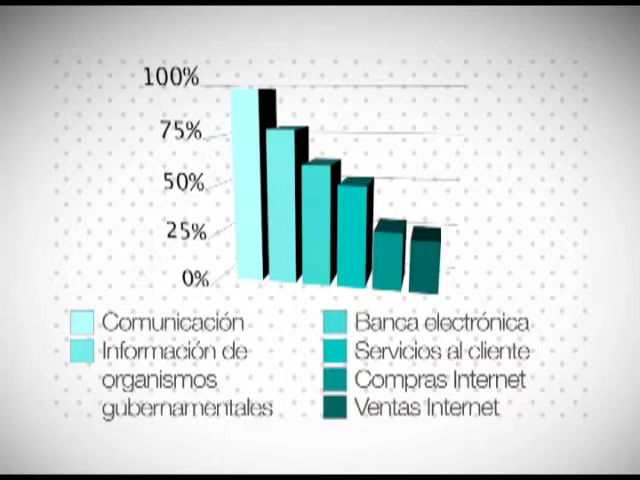 100%
75%
50%
25%
0%
Comunicación
Información de
organismos
gubernamentales
Banca electrónica
Servicios al cliente
Compras Internet
Ventas Internet